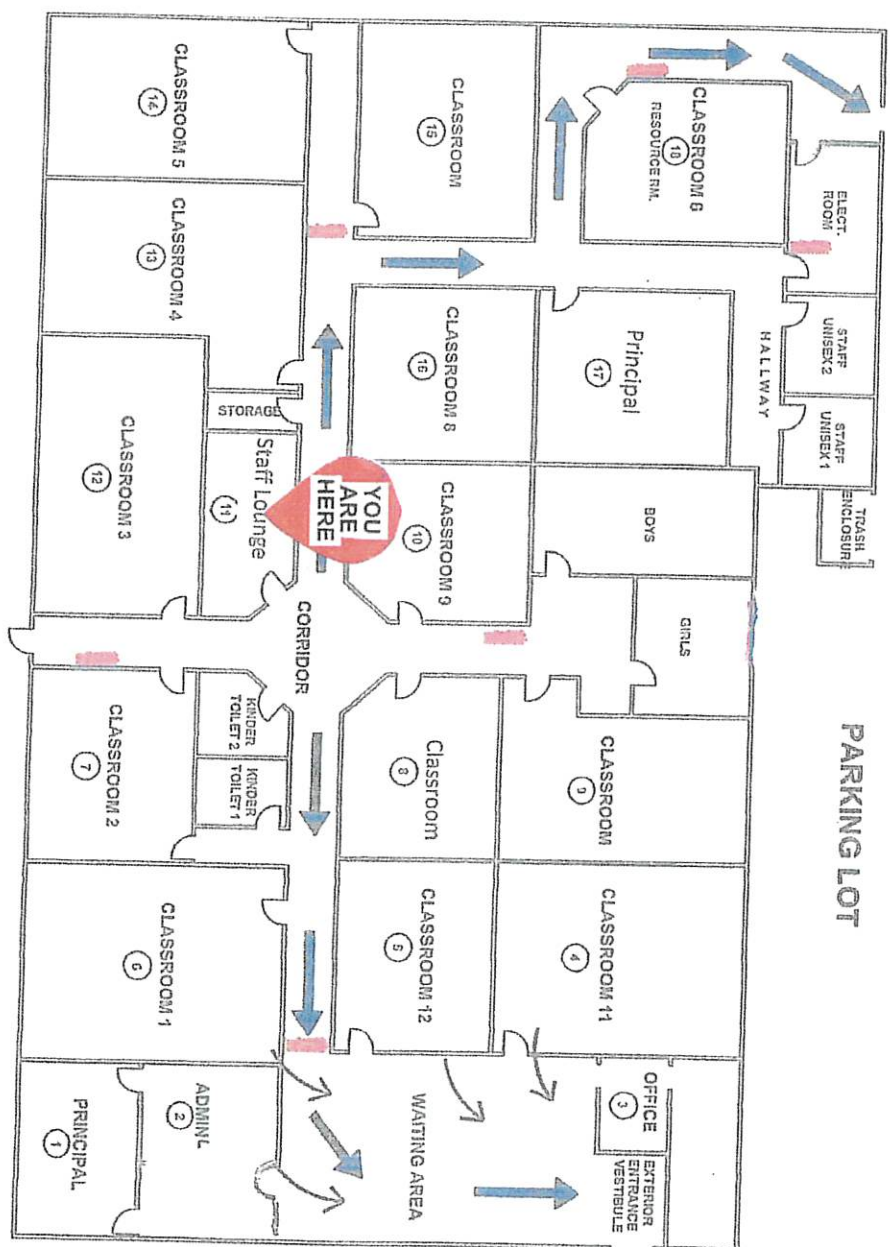 PARKING LOT
ELECT.
ROOM
STAFF
UNISEX 2
STAFF
UNISEX 1
TRASH
ENCLOSURE
HALLWAY
CLASSROOM 6
18
RESOURCE RM.
Principal
17
BOYS
GIRLS
CLASSROOM
9
CLASSROOM 11
4
OFFICE
3
EXTERIOR
ENTRANCE
VESTIBULE
CLASSROOM
15
CLASSROOM 8
16
CLASSROOM 9
10
Classroom
8
CLASSROOM 12
5
WAITING AREA
YOU
ARE
HERE
CORRIDOR
STORAGE
Staff Lounge
11
KINDER
TOILET 2
KINDER
TOILET 1
CLASSROOM 5
14
CLASSROOM 4
13
CLASSROOM 3
12
CLASSROOM 2
7
CLASSROOM 1
6
ADMIN
2
PRINCIPAL
1